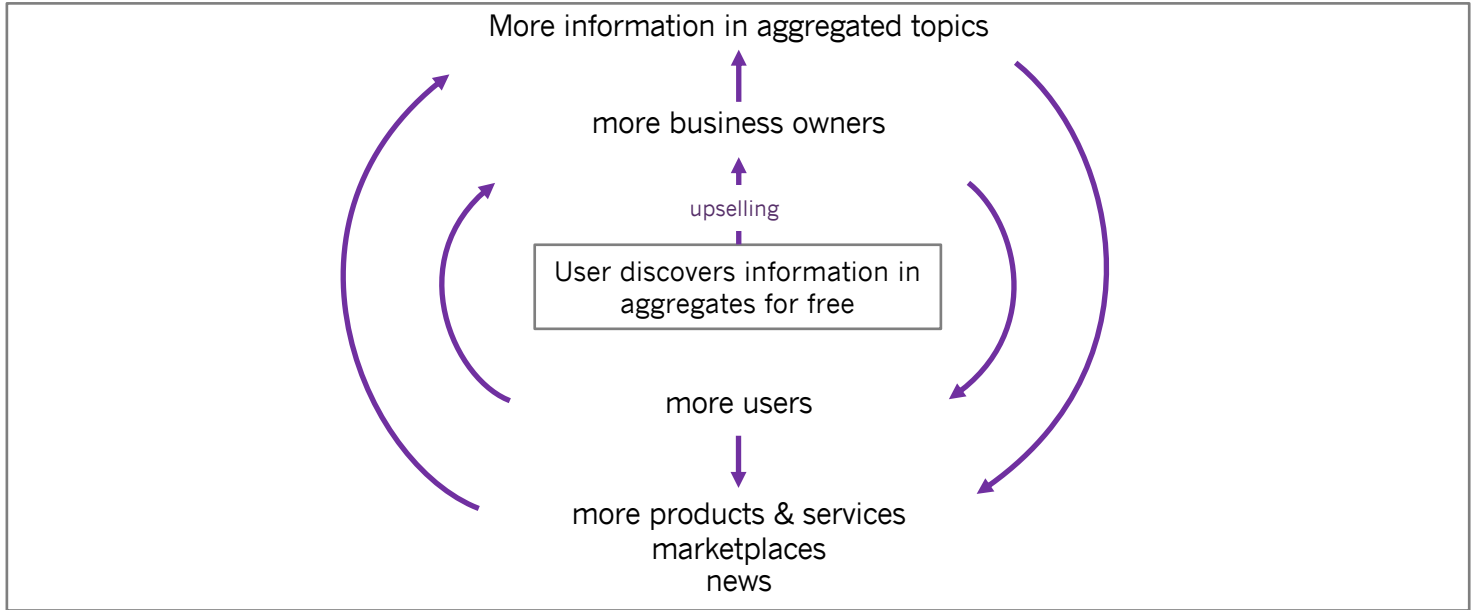 More information in aggregated topics
more business owners
upselling
User discovers information in
aggregates for free
more users
more products & services
marketplaces
news